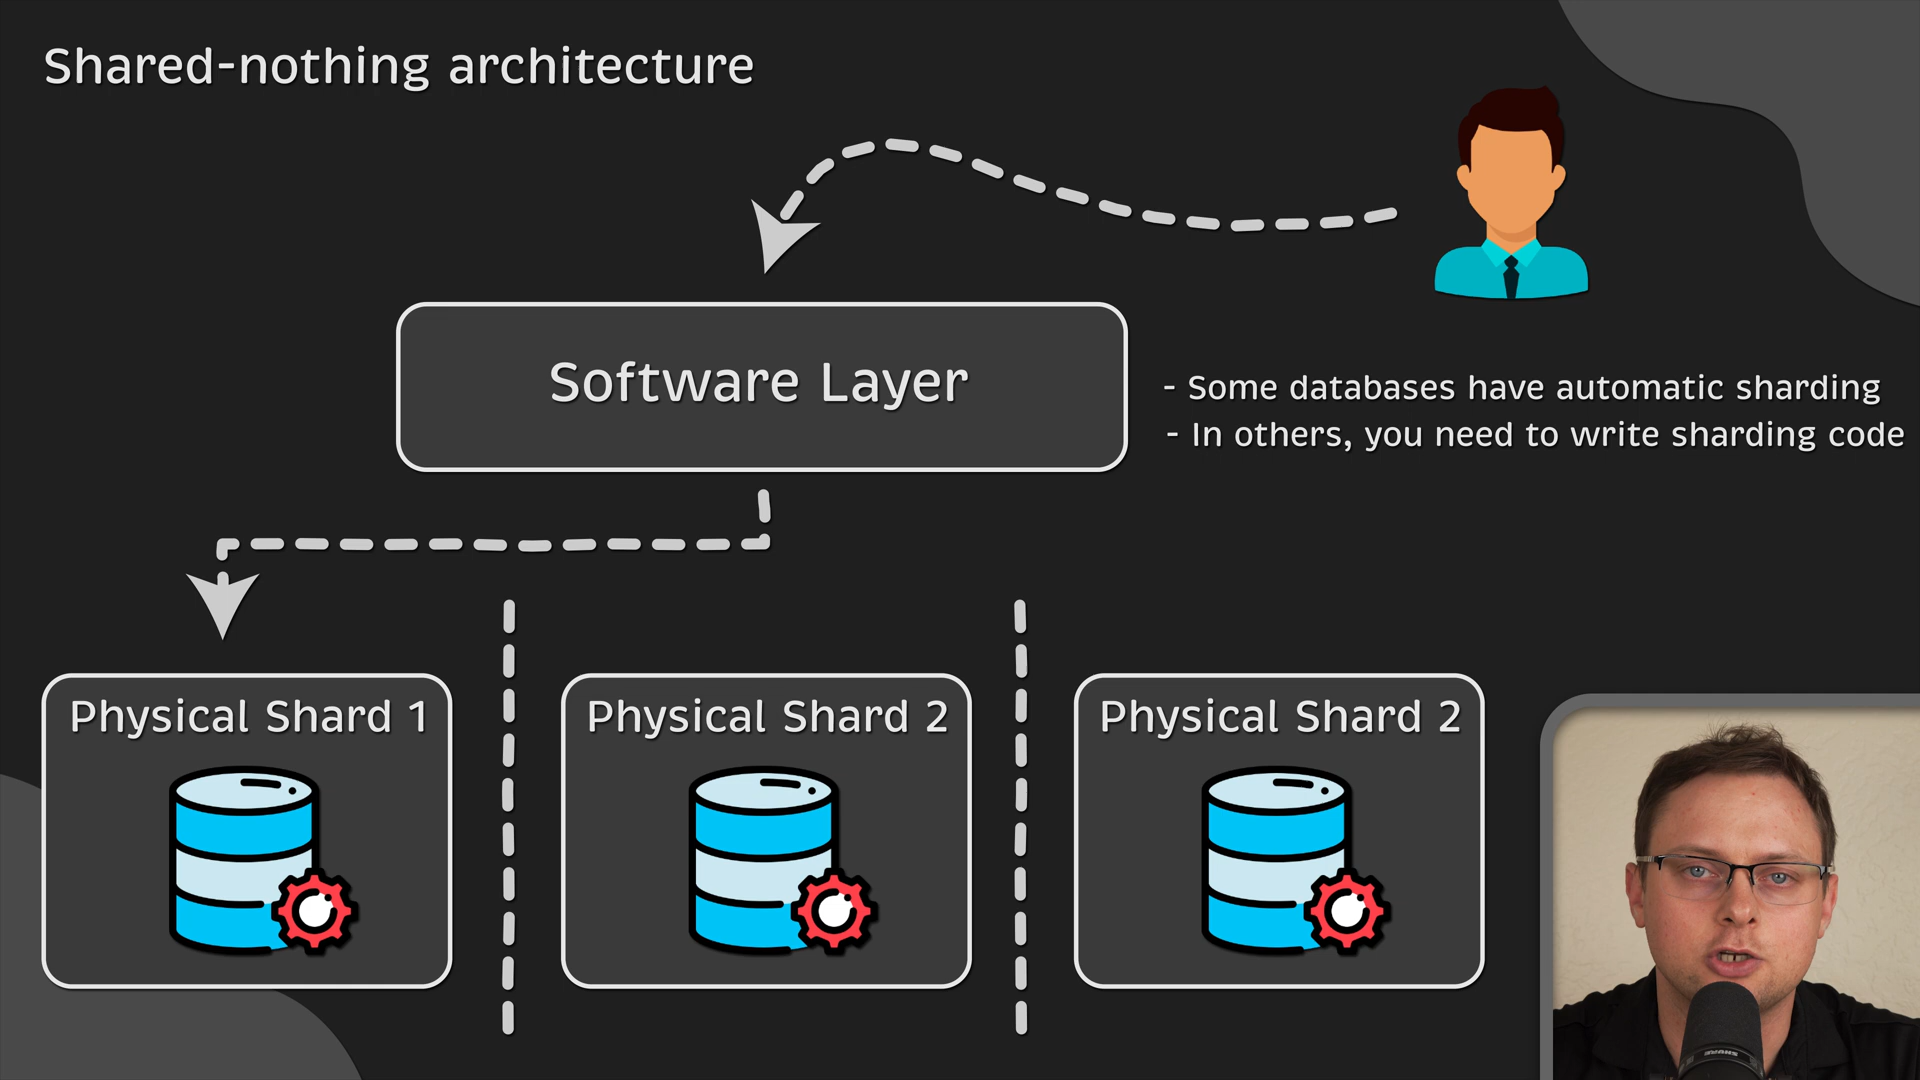 Shared-nothing architecture
Software Layer
- Some databases have automatic sharding
- In others, you need to write sharding code
Physical Shard 1
Physical Shard 2
Physical Shard 2